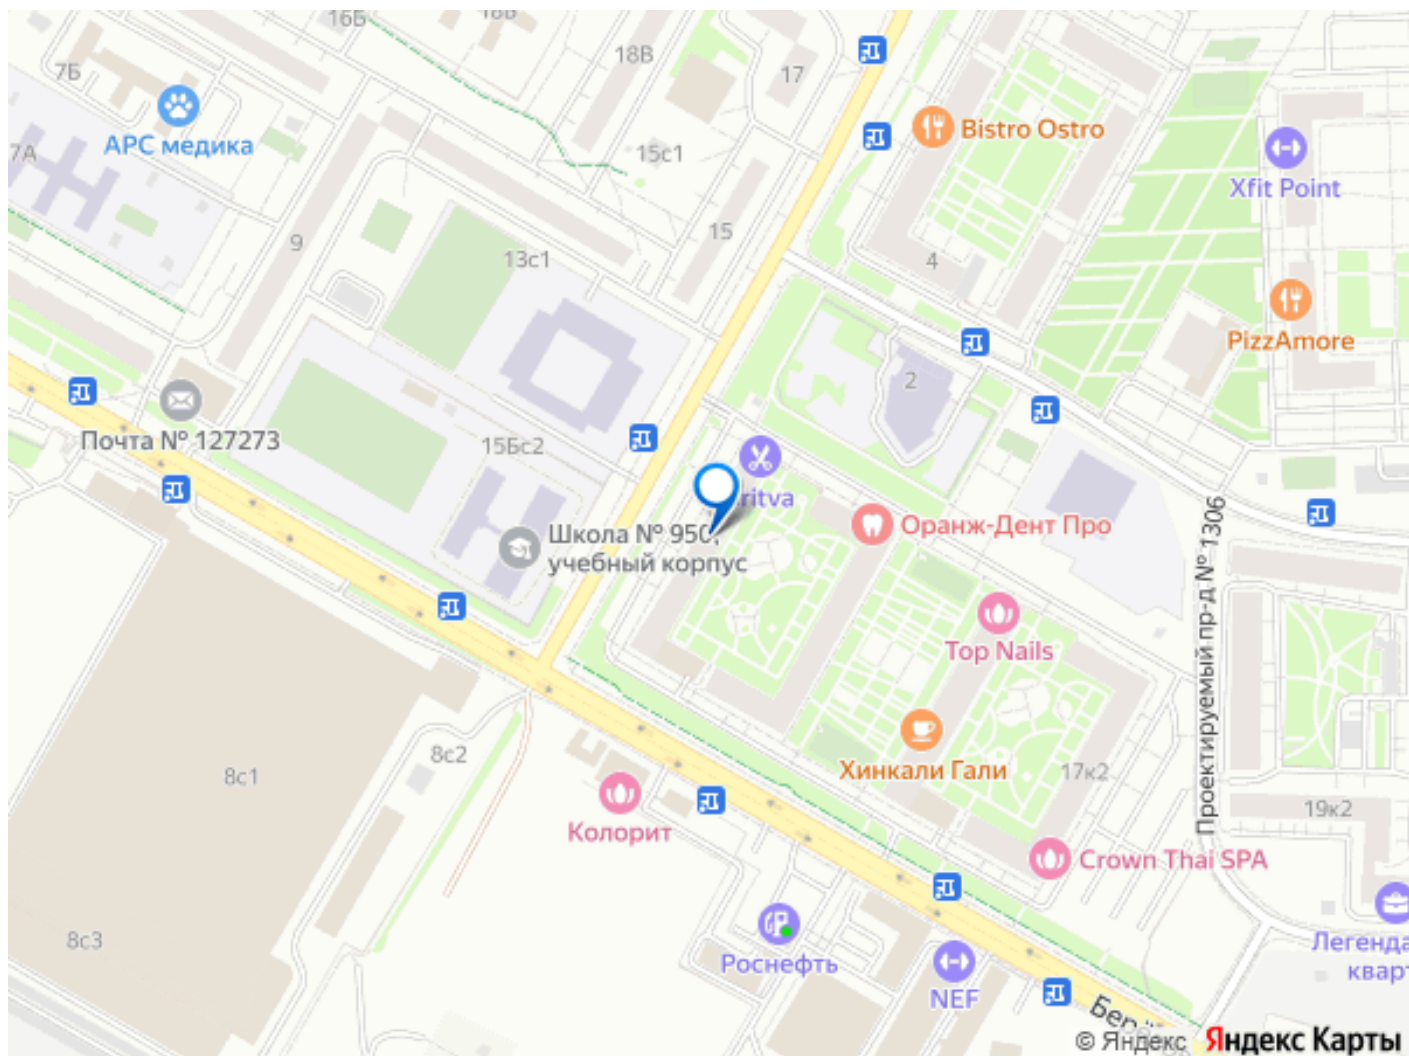 16Б
18В
17
7Б
АРС медика
7А
15с1
Bistro Ostro
Xfit Point
15
9
13с1
4
PizzAmore
2
Почта № 127273
15Бс2
Школа № 950,
учебный корпус
Оранж-Дент Про
Top Nails
Проектируемый пр-д № 1306
8с2
8с1
Колорит
Хинкали Гали
17к2
19к2
Crown Thai SPA
8с3
Роснефть
NEF
Легенда
кварт
© Яндекс Яндекс Карты